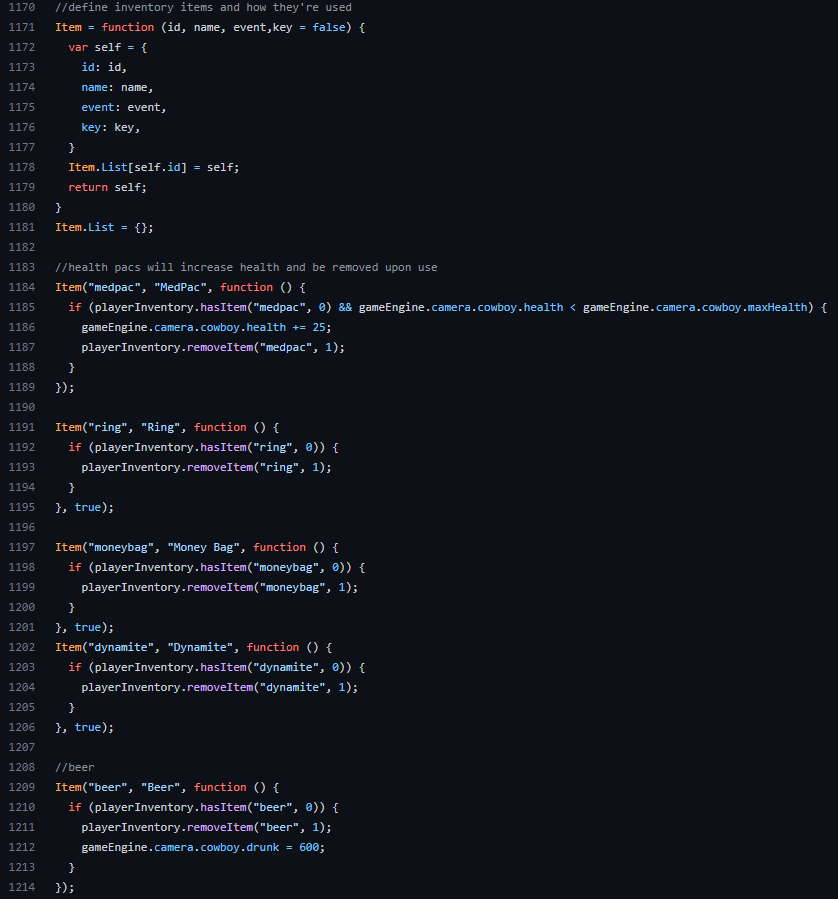 1170 //define inventory items and how they're used
1171 Item = function (id, name, event,key = false) {
1172   var self = {
1173     id: id,
1174     name: name,
1175     event: event,
1176     key: key,
1177   }
1178   Item.List[self.id] = self;
1179   return self;
1180 }
1181 Item.List = {};
1182
1183 //health pacs will increase health and be removed upon use
1184 Item("medpac", "MedPac", function () {
1185   if (playerInventory.hasItem("medpac", 0) && gameEngine.camera.cowboy.health < gameEngine.camera.cowboy.maxHealth) {
1186     gameEngine.camera.cowboy.health += 25;
1187     playerInventory.removeItem("medpac", 1);
1188   }
1189 });
1190
1191 Item("ring", "Ring", function () {
1192   if (playerInventory.hasItem("ring", 0)) {
1193     playerInventory.removeItem("ring", 1);
1194   }
1195 }, true);
1196
1197 Item("moneybag", "Money Bag", function () {
1198   if (playerInventory.hasItem("moneybag", 0)) {
1199     playerInventory.removeItem("moneybag", 1);
1200   }
1201 }, true);
1202 Item("dynamite", "Dynamite", function () {
1203   if (playerInventory.hasItem("dynamite", 0)) {
1204     playerInventory.removeItem("dynamite", 1);
1205   }
1206 }, true);
1207
1208 //beer
1209 Item("beer", "Beer", function () {
1210   if (playerInventory.hasItem("beer", 0)) {
1211     playerInventory.removeItem("beer", 1);
1212     gameEngine.camera.cowboy.drunk = 600;
1213   }
1214 });